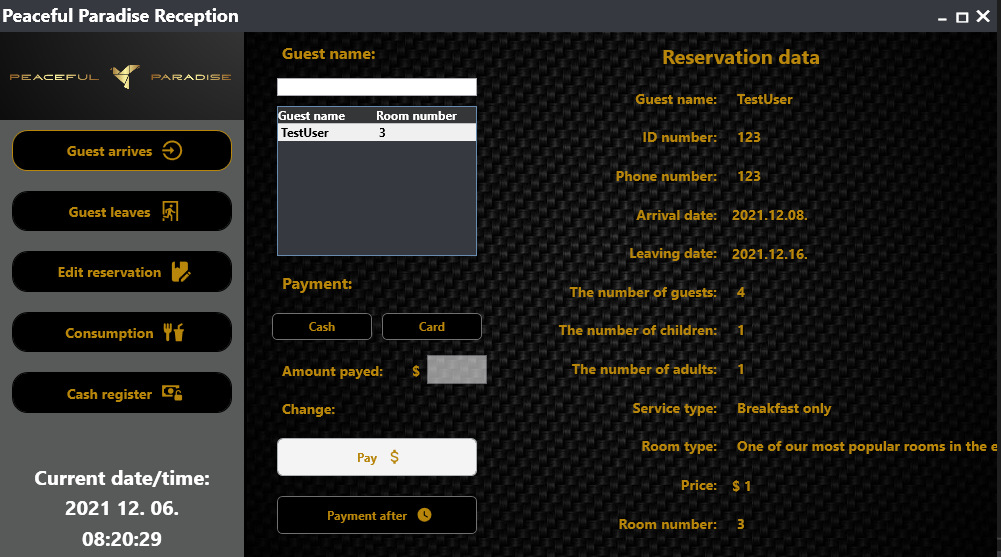 Peaceful Paradise Reception
PEACEFUL PARADISE
Guest arrives
Guest leaves
Edit reservation
Consumption
Cash register
Current date/time:
2021 12. 06.
08:20:29
Guest name:
Guest name Room number
TestUser 3
Payment:
Cash Card
Amount payed: $
Change:
Pay $
Payment after
Reservation data
Guest name: TestUser
ID number: 123
Phone number: 123
Arrival date: 2021.12.08.
Leaving date: 2021.12.16.
The number of guests: 4
The number of children: 1
The number of adults: 1
Service type: Breakfast only
Room type: One of our most popular rooms in the e
Price: $ 1
Room number: 3